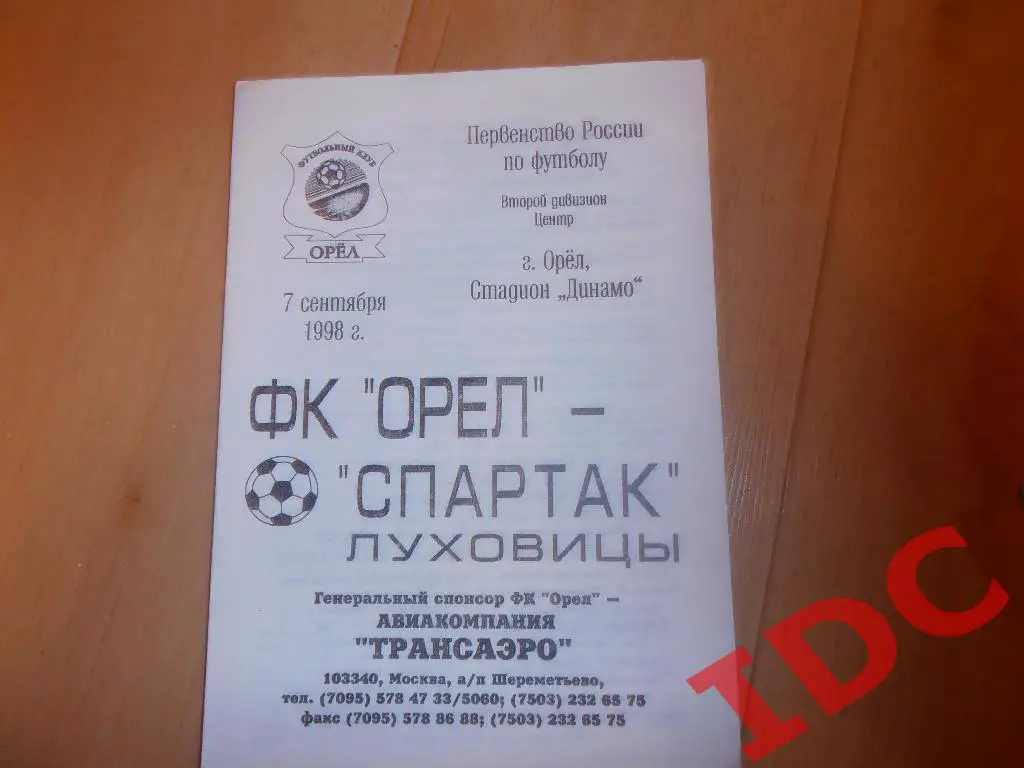 ФУТБОЛЬНЫЙ КЛУБ
ОРЁЛ
7 сентября
1998 г.
Первенство России
по футболу
Второй дивизион
Центр
г. Орёл,
Стадион „Динамо“
ФК "ОРЕЛ" –
"СПАРТАК"
ЛУХОВИЦЫ
Генеральный спонсор ФК "Орел" –
АВИАКОМПАНИЯ
"ТРАНСАЭРО"
103340, Москва, а/п Шереметьево,
тел. (7095) 578 47 33/5060; (7503) 232 65 75
факс (7095) 578 86 88; (7503) 232 65 75
IDC